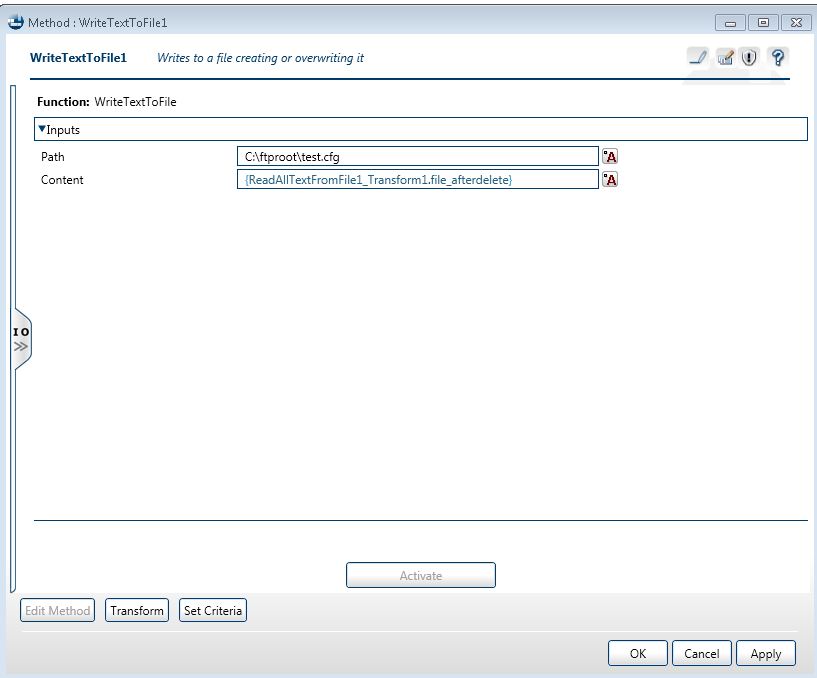 Method : WriteTextToFile1
WriteTextToFile1 Writes to a file creating or overwriting it
Function: WriteTextToFile
▼Inputs
Path C:\ftproot\test.cfg
Content {ReadAllTextFromFile1_Transform1.file_afterdelete}
IO
Activate
Edit Method Transform Set Criteria
OK Cancel Apply